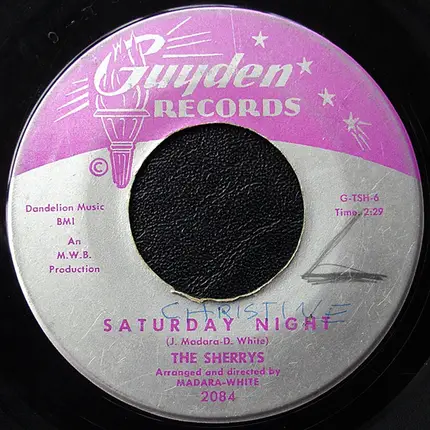 Guyden
RECORDS
©
Dandelion Music
BMI
An
M.W.B.
Production
G-TSH-6
Time, 2:29
CHRISTINE
SATURDAY NIGHT
(J. Madara-D. White)
THE SHERRYS
Arranged and directed by
MADARA-WHITE
2084